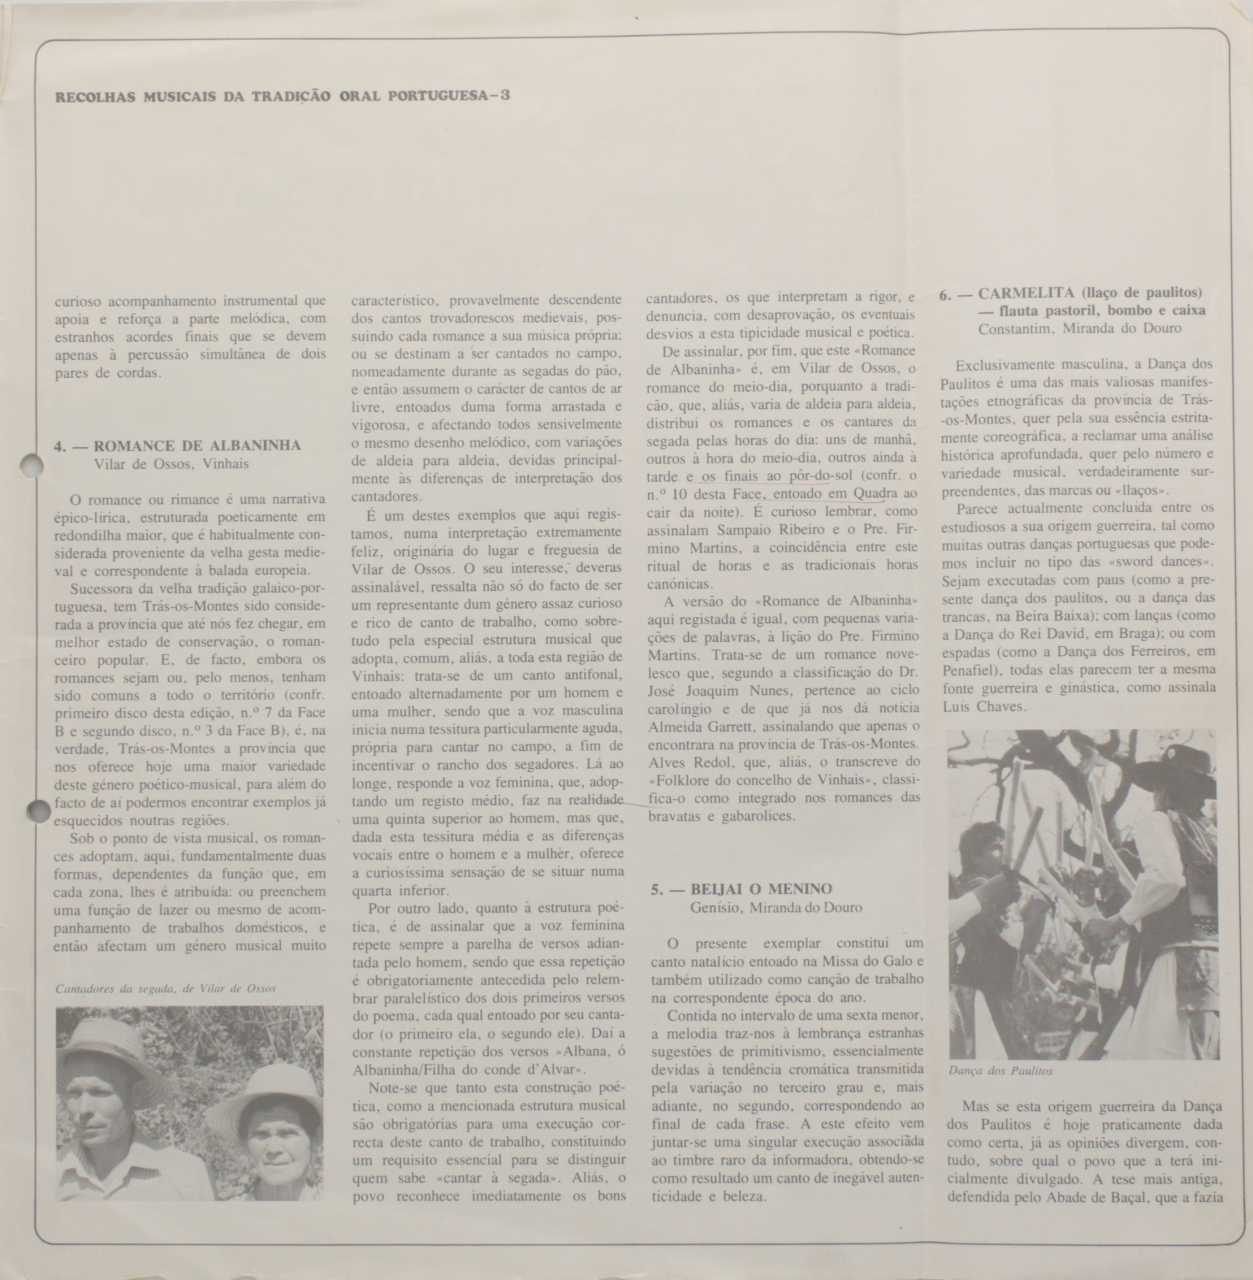 RECOLHAS MUSICAIS DA TRADIÇÃO ORAL PORTUGUESA-3
curioso acompanhamento instrumental que
apoia e reforça a parte melódica, com
estranhos acordes finais que se devem
apenas à percussão simultânea de dois
pares de cordas.
4. — ROMANCE DE ALBANINHA
Vilar de Ossos, Vinhais
O romance ou rimance é uma narrativa
épico-lírica, estruturada poeticamente em
redondilha maior, que é habitualmente con-
siderada proveniente da velha gesta medie-
val e correspondente à balada europeia.
Sucessora da velha tradição galaico-por-
tuguesa, tem Trás-os-Montes sido conside-
rada a província que até nós fez chegar, em
melhor estado de conservação, o roman-
ceiro popular. E, de facto, embora os
romances sejam ou, pelo menos, tenham
sido comuns a todo o território (confr.
primeiro disco desta edição, n.º 7 da Face
B e segundo disco, n.º 3 da Face B), é, na
verdade, Trás-os-Montes a província que
nos oferece hoje uma maior variedade
deste género poético-musical, para além do
facto de aí podermos encontrar exemplos já
esquecidos noutras regiões.
Sob o ponto de vista musical, os roman-
ces adoptam, aqui, fundamentalmente duas
formas, dependentes da função que, em
cada zona, lhes é atribuída: ou preenchem
uma função de lazer ou mesmo de acom-
panhamento de trabalhos domésticos, e
então afectam um género musical muito
Cantadores da segada, de Vilar de Ossos
característico, provavelmente descendente
dos cantos trovadorescos medievais, pos-
suindo cada romance a sua música própria;
ou se destinam a ser cantados no campo,
nomeadamente durante as segadas do pão,
e então assumem o carácter de cantos de ar
livre, entoados duma forma arrastada e
vigorosa, e afectando todos sensivelmente
o mesmo desenho melódico, com variações
de aldeia para aldeia, devidas principal-
mente às diferenças de interpretação dos
cantadores.
É um destes exemplos que aqui regis-
tamos, numa interpretação extremamente
feliz, originária do lugar e freguesia de
Vilar de Ossos. O seu interesse, deveras
assinalável, ressalta não só do facto de ser
um representante dum género assaz curioso
e rico de canto de trabalho, como sobre-
tudo pela especial estrutura musical que
adopta, comum, aliás, a toda esta região de
Vinhais: trata-se de um canto antifonal,
entoado alternadamente por um homem e
uma mulher, sendo que a voz masculina
inicia numa tessitura particularmente aguda,
própria para cantar no campo, a fim de
incentivar o rancho dos segadores. Lá ao
longe, responde a voz feminina, que, adop-
tando um registo médio, faz na realidade
uma quinta superior ao homem, mas que,
dada esta tessitura média e as diferenças
vocais entre o homem e a mulhèr, oferece
a curiosíssima sensação de se situar numa
quarta inferior.
Por outro lado, quanto à estrutura poé-
tica, é de assinalar que a voz feminina
repete sempre a parelha de versos adian-
tada pelo homem, sendo que essa repetição
é obrigatoriamente antecedida pelo relem-
brar paralelístico dos dois primeiros versos
do poema, cada qual entoado por seu canta-
dor (o primeiro ela, o segundo ele). Daí a
constante repetição dos versos «Albana, ó
Albaninha/Filha do conde d'Alvar».
Note-se que tanto esta construção poé-
tica, como a mencionada estrutura musical
são obrigatórias para uma execução cor-
recta deste canto de trabalho, constituindo
um requisito essencial para se distinguir
quem sabe «cantar à segada». Aliás, o
povo reconhece imediatamente os bons
cantadores, os que interpretam a rigor, e
denuncia, com desaprovação, os eventuais
desvios a esta tipicidade musical e poética.
De assinalar, por fim, que este «Romance
de Albaninha» é, em Vilar de Ossos, o
romance do meio-dia, porquanto a tradi-
cão, que, aliás, varia de aldeia para aldeia,
distribui os romances e os cantares da
segada pelas horas do dia: uns de manhã,
outros à hora do meio-dia, outros ainda à
tarde e os finais ao pôr-do-sol (confr. o
n.º 10 desta Face, entoado em Quadra ao
cair da noite). É curioso lembrar, como
assinalam Sampaio Ribeiro e o Pre. Fir-
mino Martins, a coincidência entre este
ritual de horas e as tradicionais horas
canónicas.
A versão do «Romance de Albaninha»
aqui registada é igual, com pequenas varia-
ções de palavras, à lição do Pre. Firmino
Martins. Trata-se de um romance nove-
lesco que, segundo a classificação do Dr.
José Joaquim Nunes, pertence ao ciclo
carolíngio e de que já nos dá notícia
Almeida Garrett, assinalando que apenas o
encontrara na província de Trás-os-Montes.
Alves Redol, que, aliás, o transcreve do
«Folklore do concelho de Vinhais», classi-
fica-o como integrado nos romances das
bravatas e gabarolices.
5. — BEIJAI O MENINO
Genísio, Miranda do Douro
O presente exemplar constitui um
canto natalício entoado na Missa do Galo e
também utilizado como canção de trabalho
na correspondente época do ano.
Contida no intervalo de uma sexta menor,
a melodia traz-nos à lembrança estranhas
sugestões de primitivismo, essencialmente
devidas à tendência cromática transmitida
pela variação no terceiro grau e, mais
adiante, no segundo, correspondendo ao
final de cada frase. A este efeito vem
juntar-se uma singular execução associada
ao timbre raro da informadora, obtendo-se
como resultado um canto de inegável auten-
ticidade e beleza.
6. — CARMELITA (llaço de paulitos)
— flauta pastoril, bombo e caixa
Constantim, Miranda do Douro
Exclusivamente masculina, a Dança dos
Paulitos é uma das mais valiosas manifes-
tações etnográficas da província de Trás-
-os-Montes, quer pela sua essência estrita-
mente coreográfica, a reclamar uma análise
histórica aprofundada, quer pelo número e
variedade musical, verdadeiramente sur-
preendentes, das marcas ou «llaços».
Parece actualmente concluída entre os
estudiosos a sua origem guerreira, tal como
muitas outras danças portuguesas que pode-
mos incluir no tipo das «sword dances».
Sejam executadas com paus (como a pre-
sente dança dos paulitos, ou a dança das
trancas, na Beira Baixa); com lanças (como
a Dança do Rei David, em Braga); ou com
espadas (como a Dança dos Ferreiros, em
Penafiel), todas elas parecem ter a mesma
fonte guerreira e ginástica, como assinala
Luís Chaves.
Dança dos Paulitos
Mas se esta origem guerreira da Dança
dos Paulitos é hoje praticamente dada
como certa, já as opiniões divergem, con-
tudo, sobre qual o povo que a terá ini-
cialmente divulgado. A tese mais antiga,
defendida pelo Abade de Baçal, que a fazia